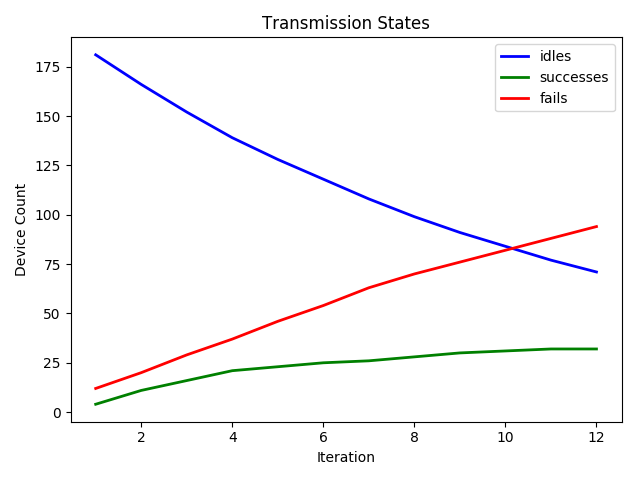 Transmission States
idles
successes
fails
175
150
125
100
75
50
25
0
Device Count
2 4 6 8 10 12
Iteration